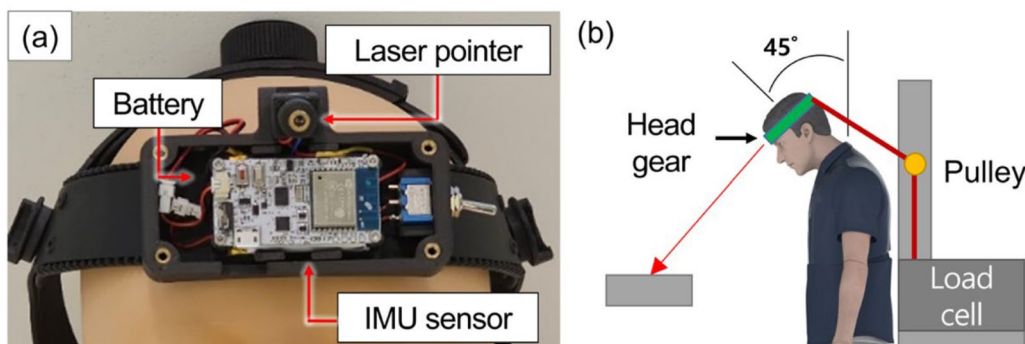 (a)
Laser pointer
Battery
IMU sensor
(b)
45°
Head
gear
Pulley
Load
cell